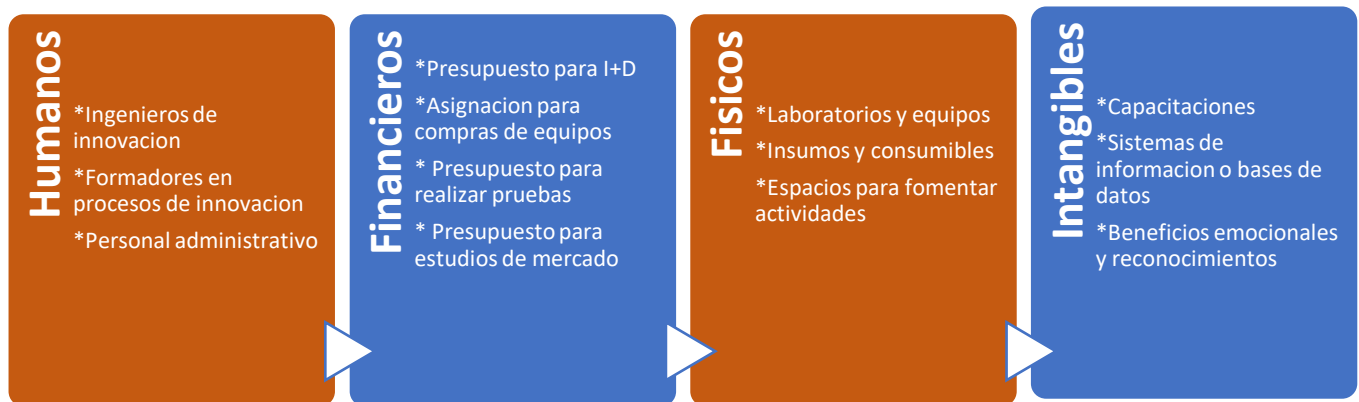 Humanos
*Ingenieros de
innovacion
*Formadores en
procesos de innovacion
*Personal administrativo
Financieros
*Presupuesto para I+D
*Asignacion para
compras de equipos
* Presupuesto para
realizar pruebas
* Presupuesto para
estudios de mercado
Fisicos
*Laboratorios y equipos
*Insumos y consumibles
*Espacios para fomentar
actividades
Intangibles
*Capacitaciones
*Sistemas de
informacion o bases de
datos
*Beneficios emocionales
y reconocimientos